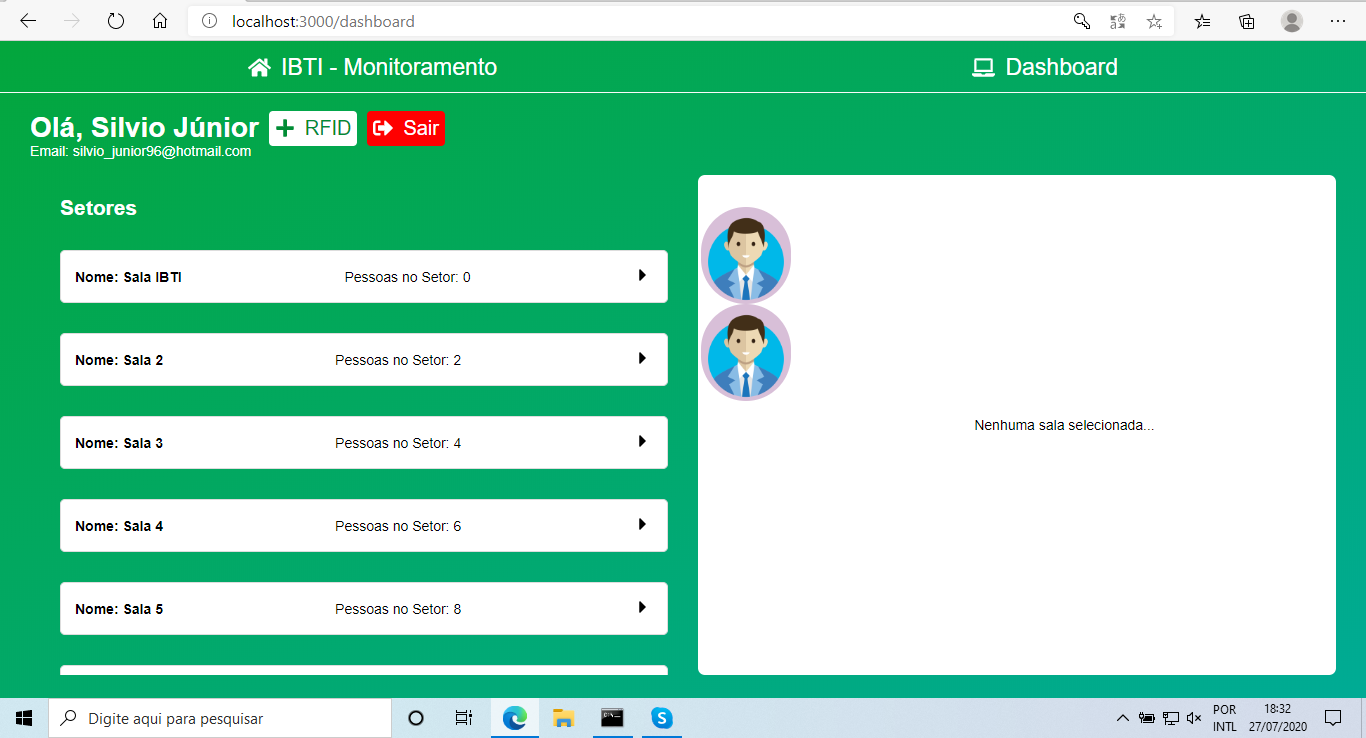 localhost:3000/dashboard
IBTI - Monitoramento
Dashboard
Olá, Silvio Júnior
RFID
Sair
Email: silvio_junior96@hotmail.com
Setores
Nome: Sala IBTI
Pessoas no Setor: 0
Nome: Sala 2
Pessoas no Setor: 2
Nome: Sala 3
Pessoas no Setor: 4
Nome: Sala 4
Pessoas no Setor: 6
Nome: Sala 5
Pessoas no Setor: 8
Nenhuma sala selecionada...
Digite aqui para pesquisar
POR
INTL
18:32
27/07/2020